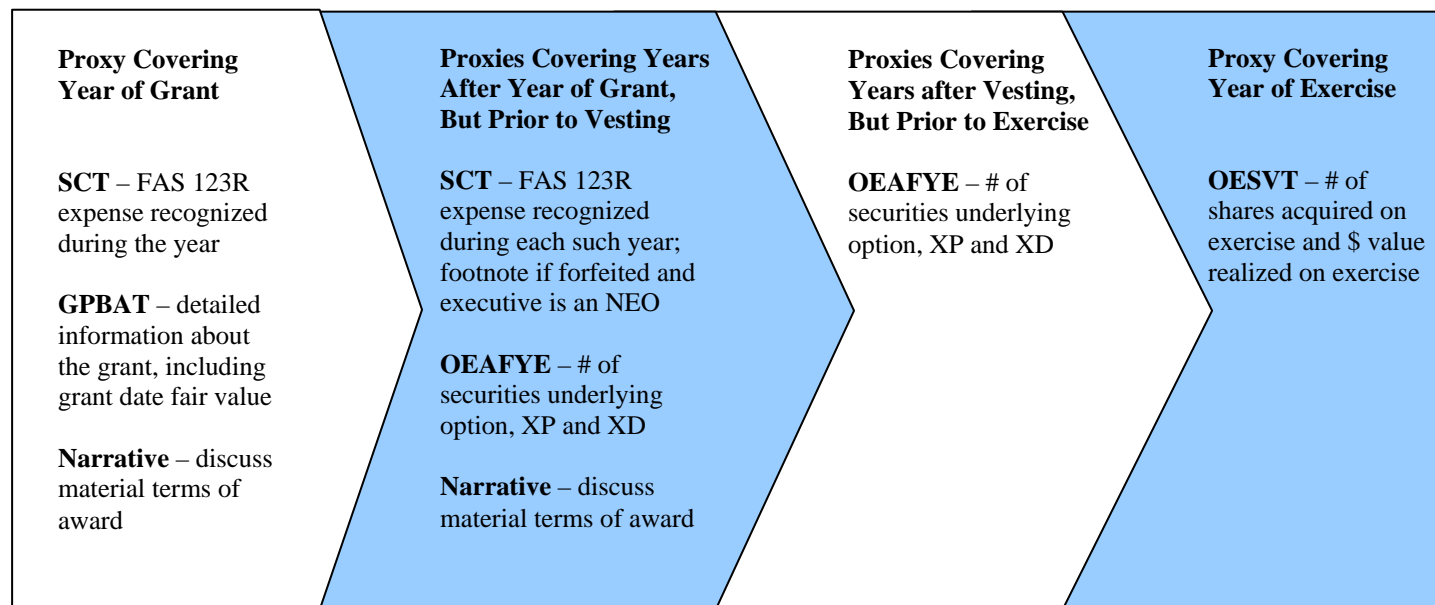 Proxy Covering
Year of Grant
SCT – FAS 123R
expense recognized
during the year
GPBAT – detailed
information about
the grant, including
grant date fair value
Narrative – discuss
material terms of
award
Proxies Covering Years
After Year of Grant,
But Prior to Vesting
SCT – FAS 123R
expense recognized
during each such year;
footnote if forfeited and
executive is an NEO
OEAFYE – # of
securities underlying
option, XP and XD
Narrative – discuss
material terms of award
Proxies Covering
Years after Vesting,
But Prior to Exercise
OEAFYE – # of
securities underlying
option, XP and XD
Proxy Covering
Year of Exercise
OESVT – # of
shares acquired on
exercise and $ value
realized on exercise